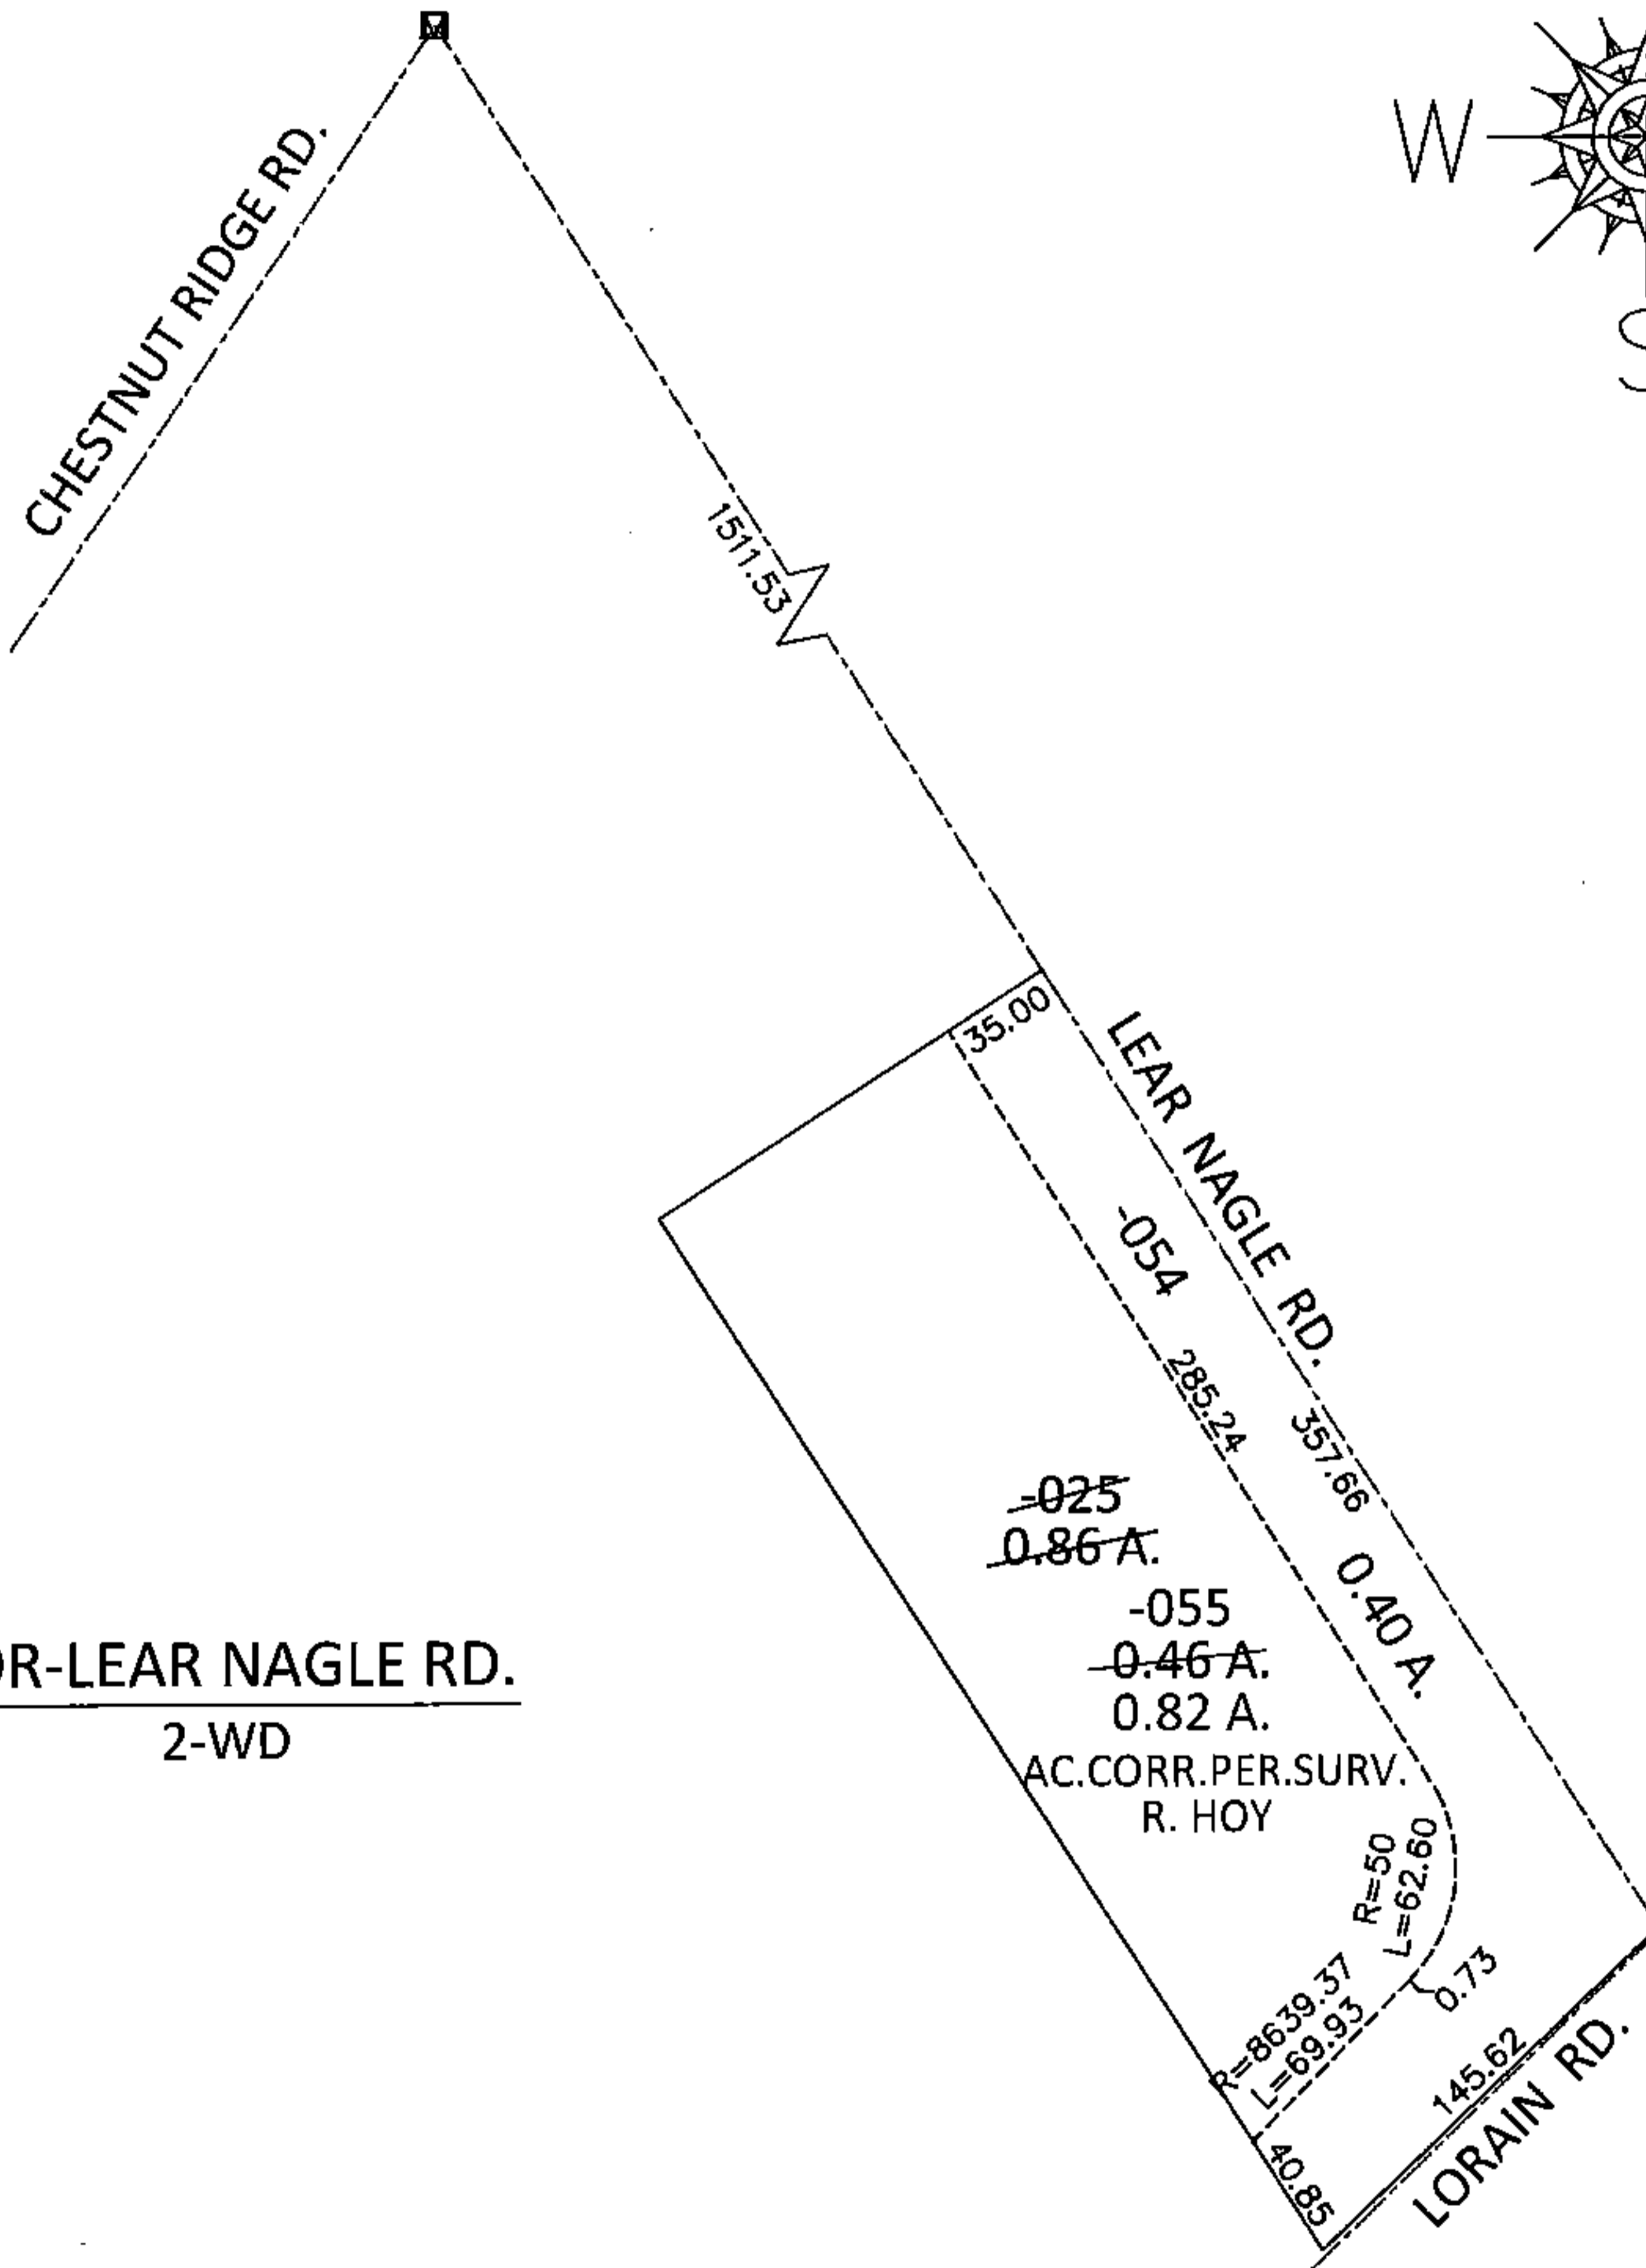 W
S
CHESTNUT RIDGE RD.
1511.53
35.00
LEAR NAGLE RD.
-054
285.24
357.66
0.40 A.
-025
0.86 A.
-055
0.46 A.
0.82 A.
AC.CORR.PER.SURV.
R. HOY
R-LEAR NAGLE RD.
2-WD
R=50
L=62.60
R=8639.37
L=69.93
0.73
145.62
LORAIN RD.
40.85